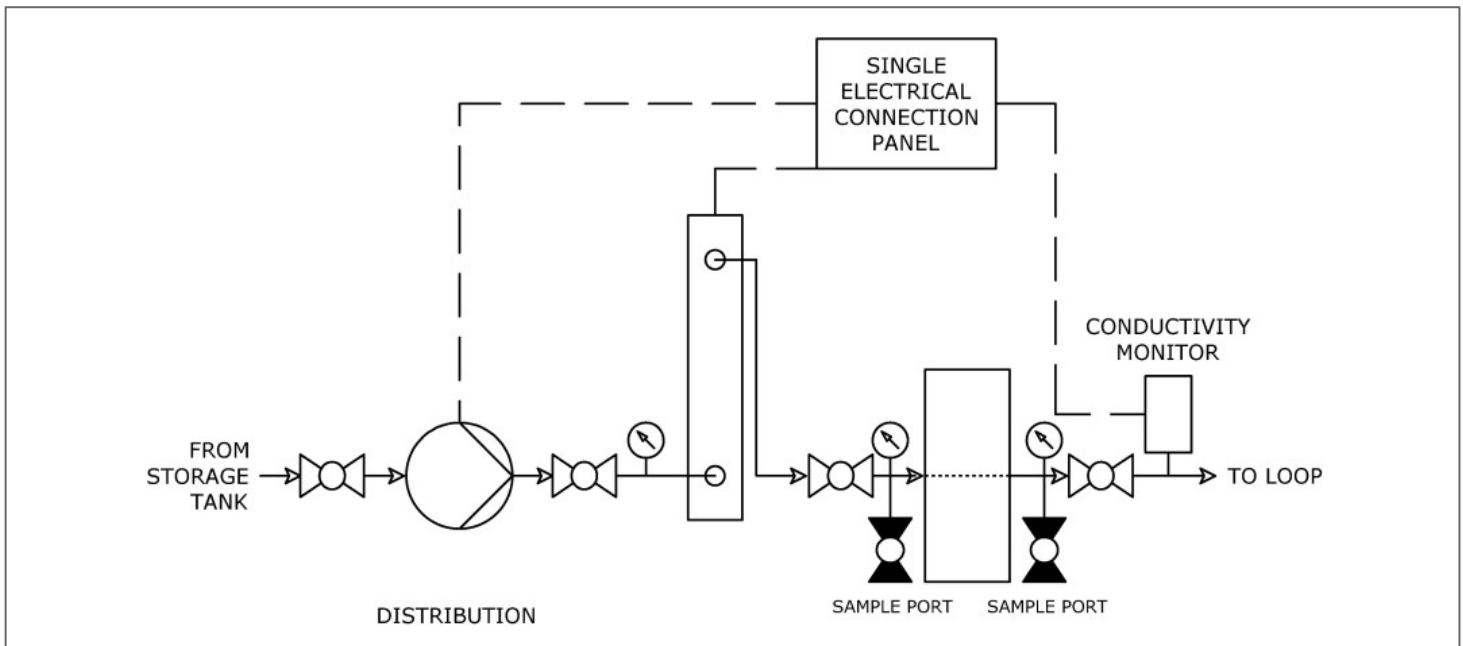 SINGLE
ELECTRICAL
CONNECTION
PANEL
CONDUCTIVITY
MONITOR
FROM
STORAGE
TANK
TO LOOP
SAMPLE PORT
SAMPLE PORT
DISTRIBUTION